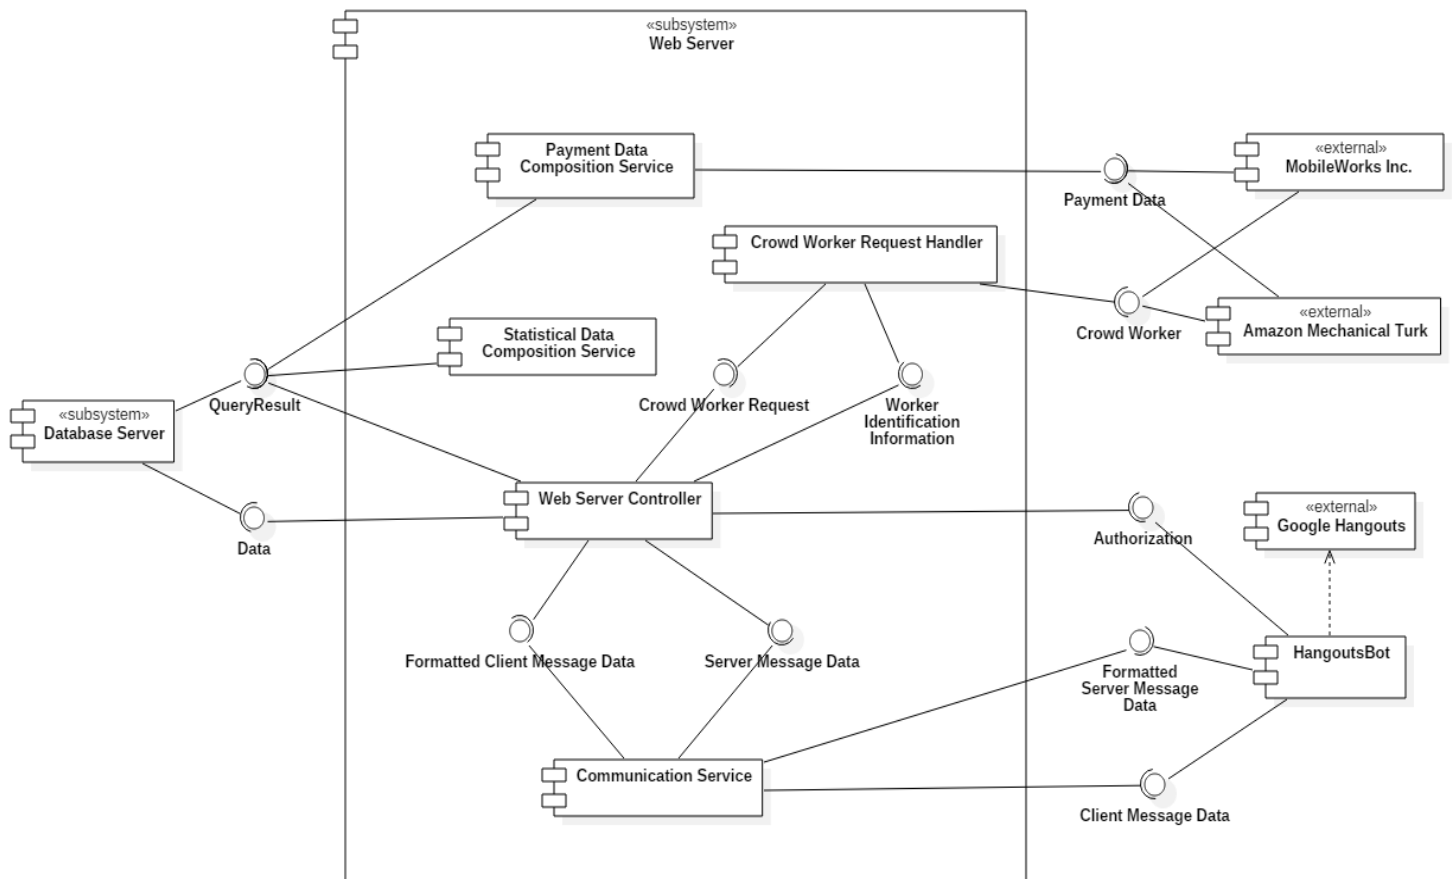 «subsystem»
Web Server
Payment Data
Composition Service
«external»
MobileWorks Inc.
Payment Data
Crowd Worker Request Handler
«external»
Amazon Mechanical Turk
Crowd Worker
Statistical Data
Composition Service
QueryResult
Crowd Worker Request
Worker
Identification
Information
«subsystem»
Database Server
Web Server Controller
Data
Authorization
«external»
Google Hangouts
Formatted Client Message Data
Server Message Data
HangoutsBot
Formatted
Server Message
Data
Communication Service
Client Message Data